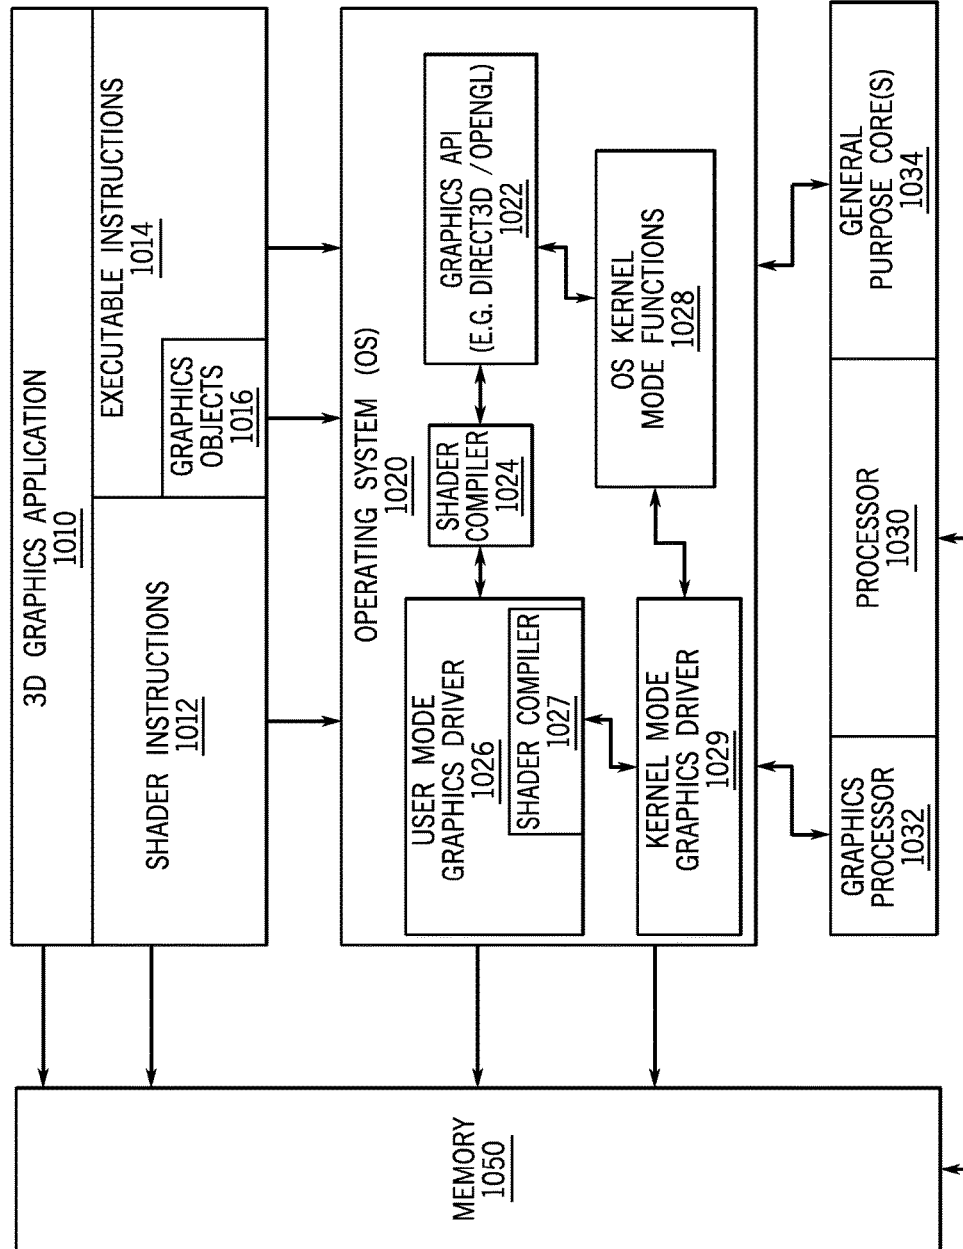 3D GRAPHICS APPLICATION
1010
SHADER INSTRUCTIONS
1012
EXECUTABLE INSTRUCTIONS
1014
GRAPHICS
OBJECTS
1016
OPERATING SYSTEM (OS)
1020
USER MODE
GRAPHICS DRIVER
1026
SHADER COMPILER
1027
SHADER
COMPILER
1024
GRAPHICS API
(E.G. DIRECT3D /OPENGL)
1022
KERNEL MODE
GRAPHICS DRIVER
1029
OS KERNEL
MODE FUNCTIONS
1028
GRAPHICS
PROCESSOR
1032
PROCESSOR
1030
GENERAL
PURPOSE CORE(S)
1034
MEMORY
1050